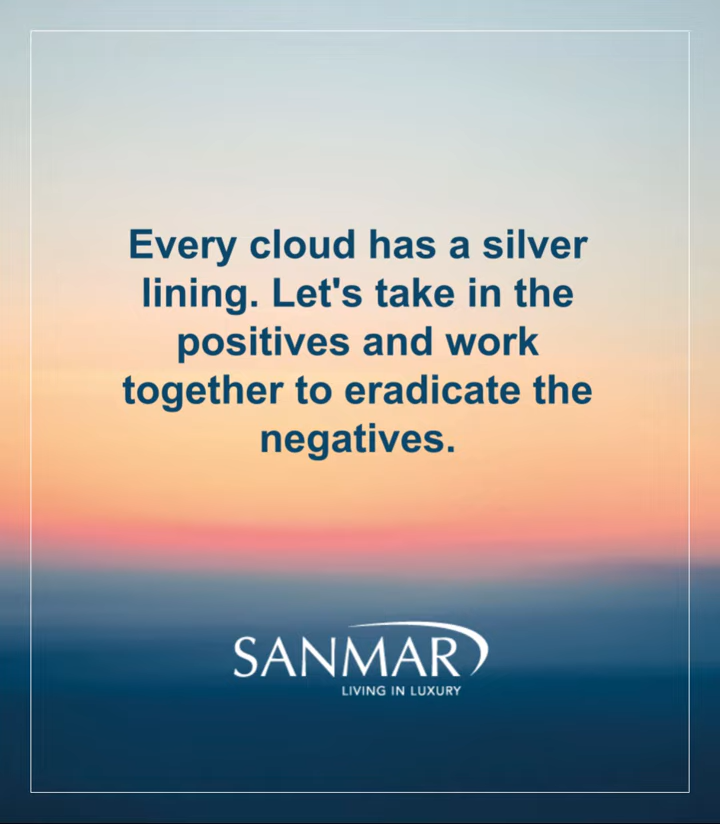 Every cloud has a silver
lining. Let's take in the
positives and work
together to eradicate the
negatives.
SANMAR
LIVING IN LUXURY